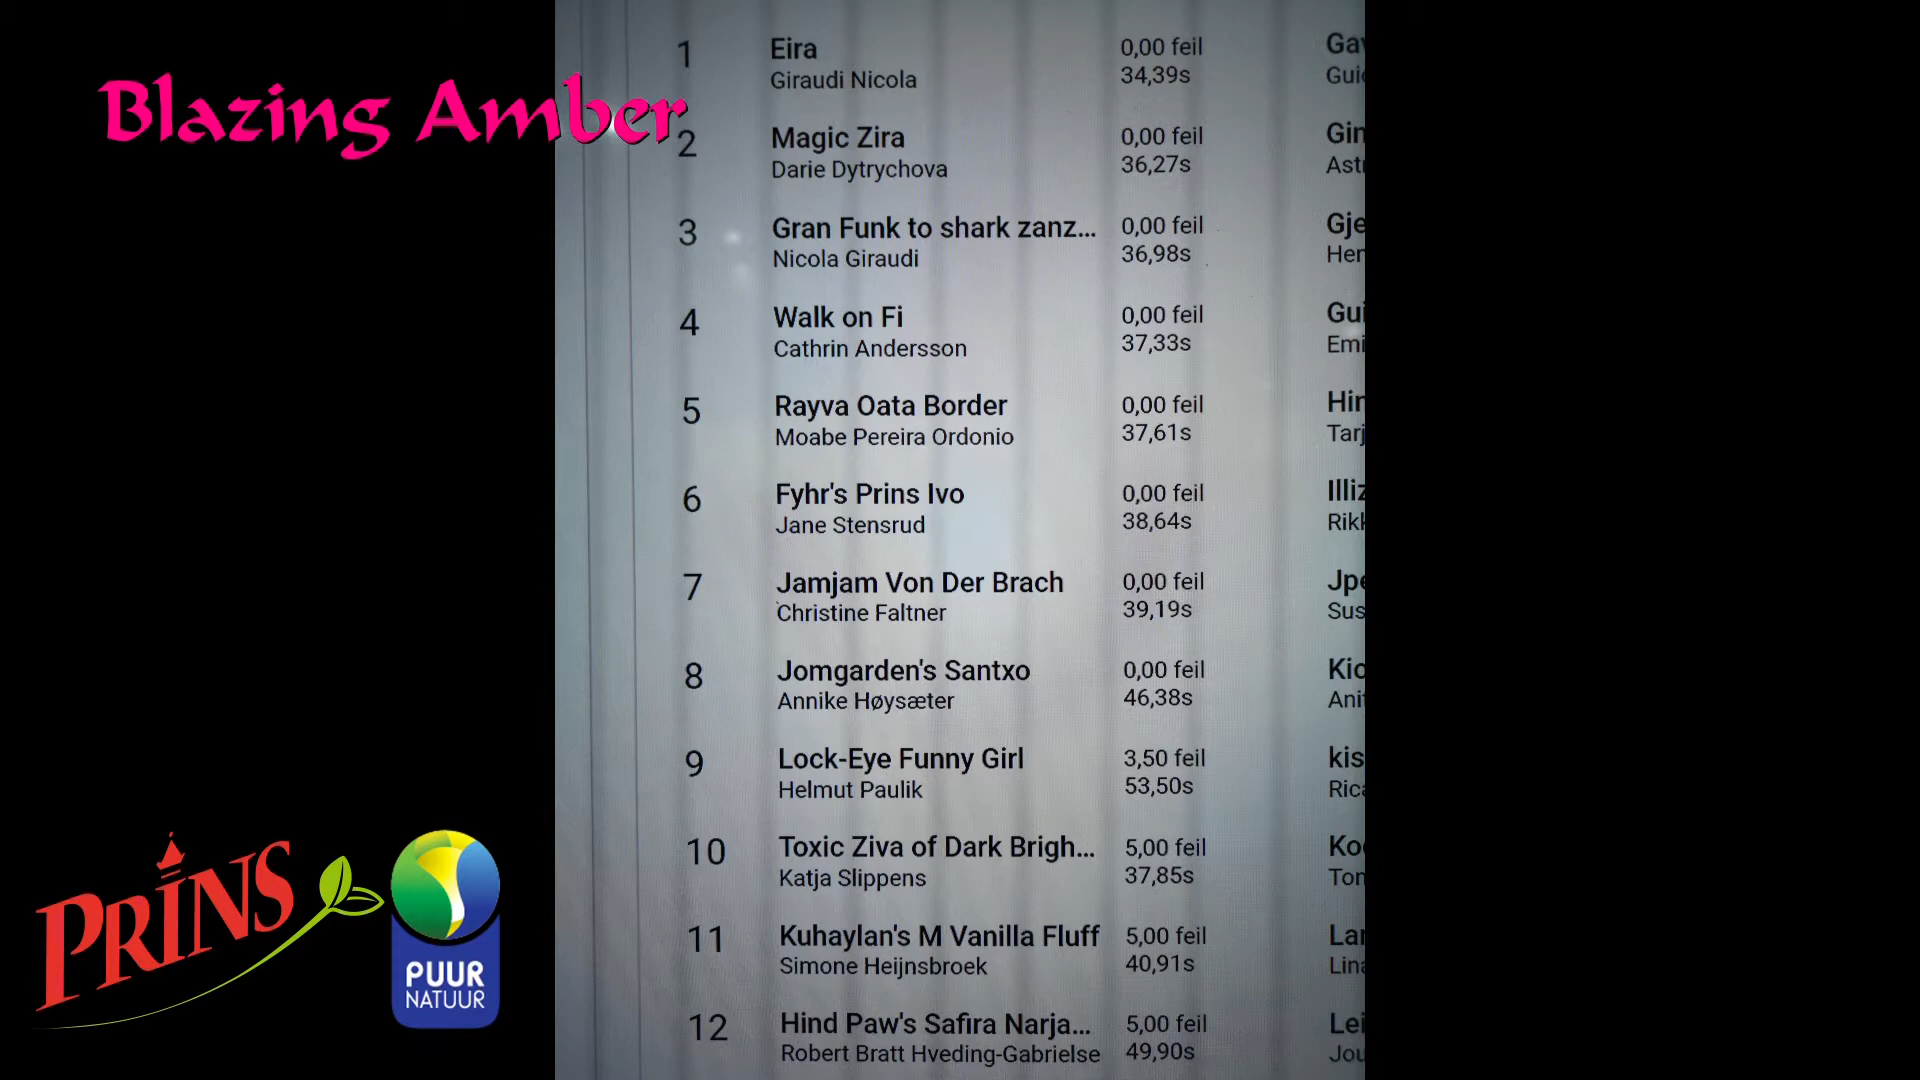 Blazing Amber
1 Eira 0,00 feil
Giraudi Nicola 34,39s
2 Magic Zira 0,00 feil
Darie Dytrychova 36,27s
3 Gran Funk to shark zanz... 0,00 feil
Nicola Giraudi 36,98s
4 Walk on Fi 0,00 feil
Cathrin Andersson 37,33s
5 Rayva Oata Border 0,00 feil
Moabe Pereira Ordonio 37,61s
6 Fyhr's Prins Ivo 0,00 feil
Jane Stensrud 38,64s
7 Jamjam Von Der Brach 0,00 feil
Christine Faltner 39,19s
8 Jomgarden's Santxo 0,00 feil
Annike Høysæter 46,38s
9 Lock-Eye Funny Girl 3,50 feil
Helmut Paulik 53,50s
10 Toxic Ziva of Dark Brigh... 5,00 feil
Katja Slippens 37,85s
11 Kuhaylan's M Vanilla Fluff 5,00 feil
Simone Heijnsbroek 40,91s
12 Hind Paw's Safira Narja... 5,00 feil
Robert Bratt Hveding-Gabrielse 49,90s
PRINS
PUUR
NATUUR